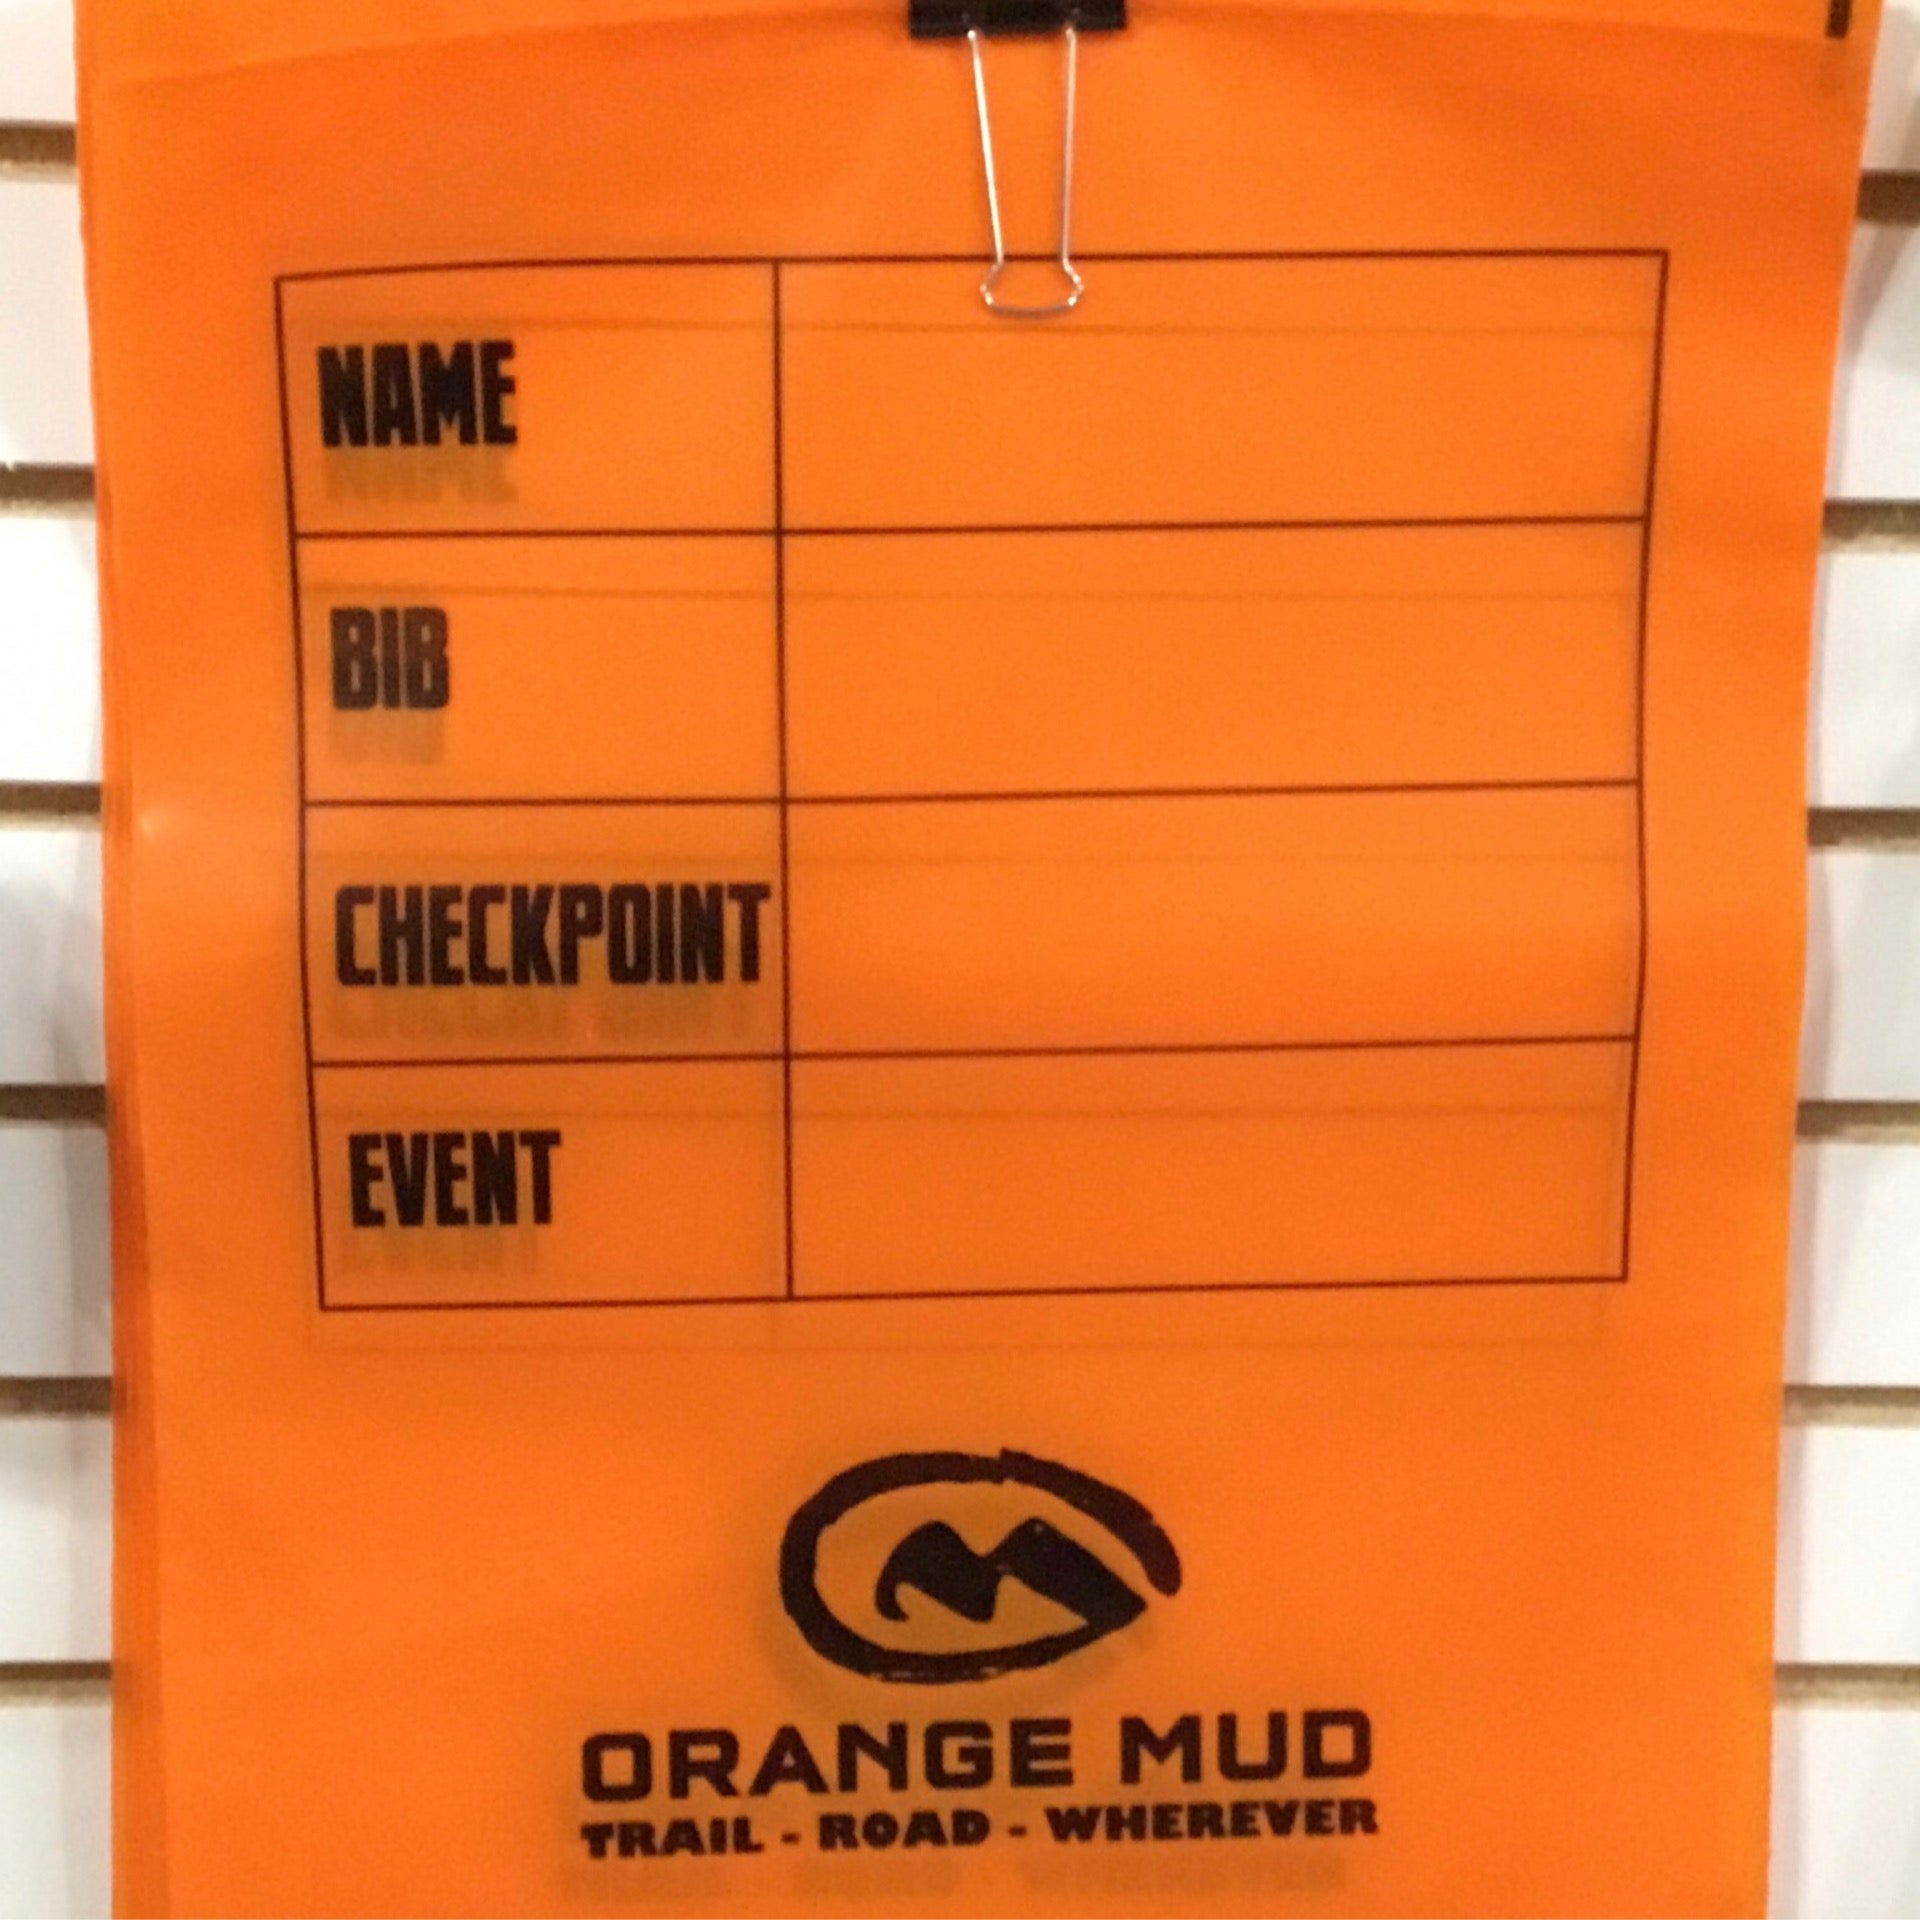 NAME
BIB
CHECKPOINT
EVENT
ORANGE MUD
TRAIL - ROAD - WHEREVER